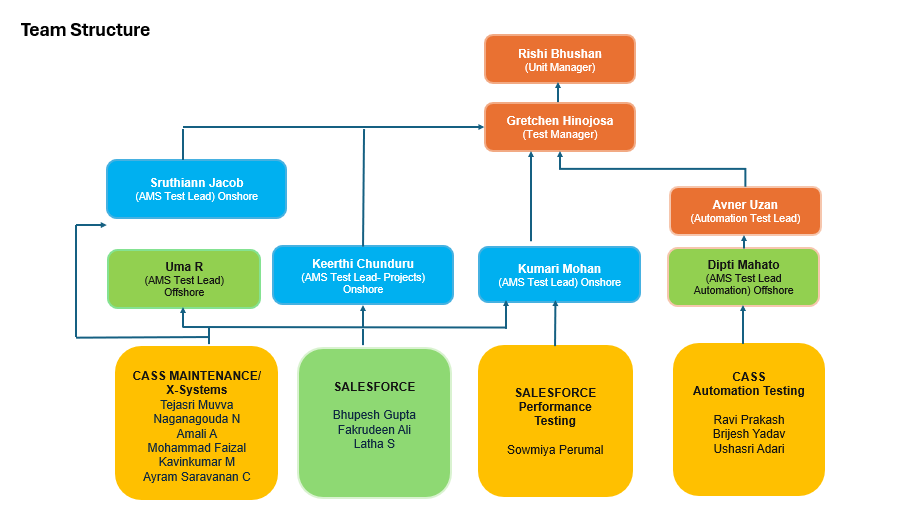 Team Structure
Rishi Bhushan
(Unit Manager)
Gretchen Hinojosa
(Test Manager)
Sruthiann Jacob
(AMS Test Lead) Onshore
Avner Uzan
(Automation Test Lead)
Uma R
(AMS Test Lead)
Offshore
Keerthi Chunduru
(AMS Test Lead- Projects)
Onshore
Kumari Mohan
(AMS Test Lead) Onshore
Dipti Mahato
(AMS Test Lead
Automation) Offshore
CASS MAINTENANCE/
X-Systems
Tejasri Muvva
Naganagouda N
Amali A
Mohammad Faizal
Kavinkumar M
Ayram Saravanan C
SALESFORCE
Bhupesh Gupta
Fakrudeen Ali
Latha S
SALESFORCE
Performance
Testing
Sowmiya Perumal
CASS
Automation Testing
Ravi Prakash
Brijesh Yadav
Ushasri Adari